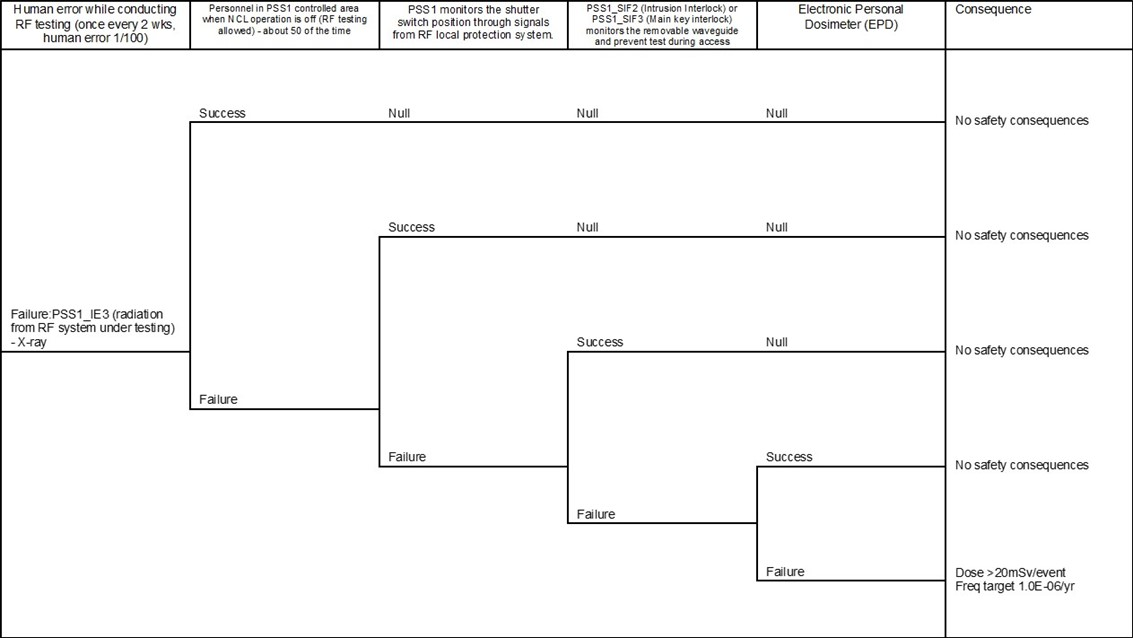 Human error while conducting
RF testing (once every 2 wks,
human error 1/100)
Personnel in PSS1 controlled area
when NCL operation is off (RF testing
allowed) - about 50 of the time
PSS1 monitors the shutter
switch position through signals
from RF local protection system.
PSS1_SIF2 (Intrusion Interlock) or
PSS1_SIF3 (Main key interlock)
monitors the removable waveguide
and prevent test during access
Electronic Personal
Dosimeter (EPD)
Consequence
Success
Null
Null
Null
No safety consequences
Success
Null
Null
No safety consequences
Failure:PSS1_IE3 (radiation
from RF system under testing)
- X-ray
Success
Null
No safety consequences
Failure
Failure
Success
No safety consequences
Failure
Failure
Dose >20mSv/event
Freq target 1.0E-06/yr